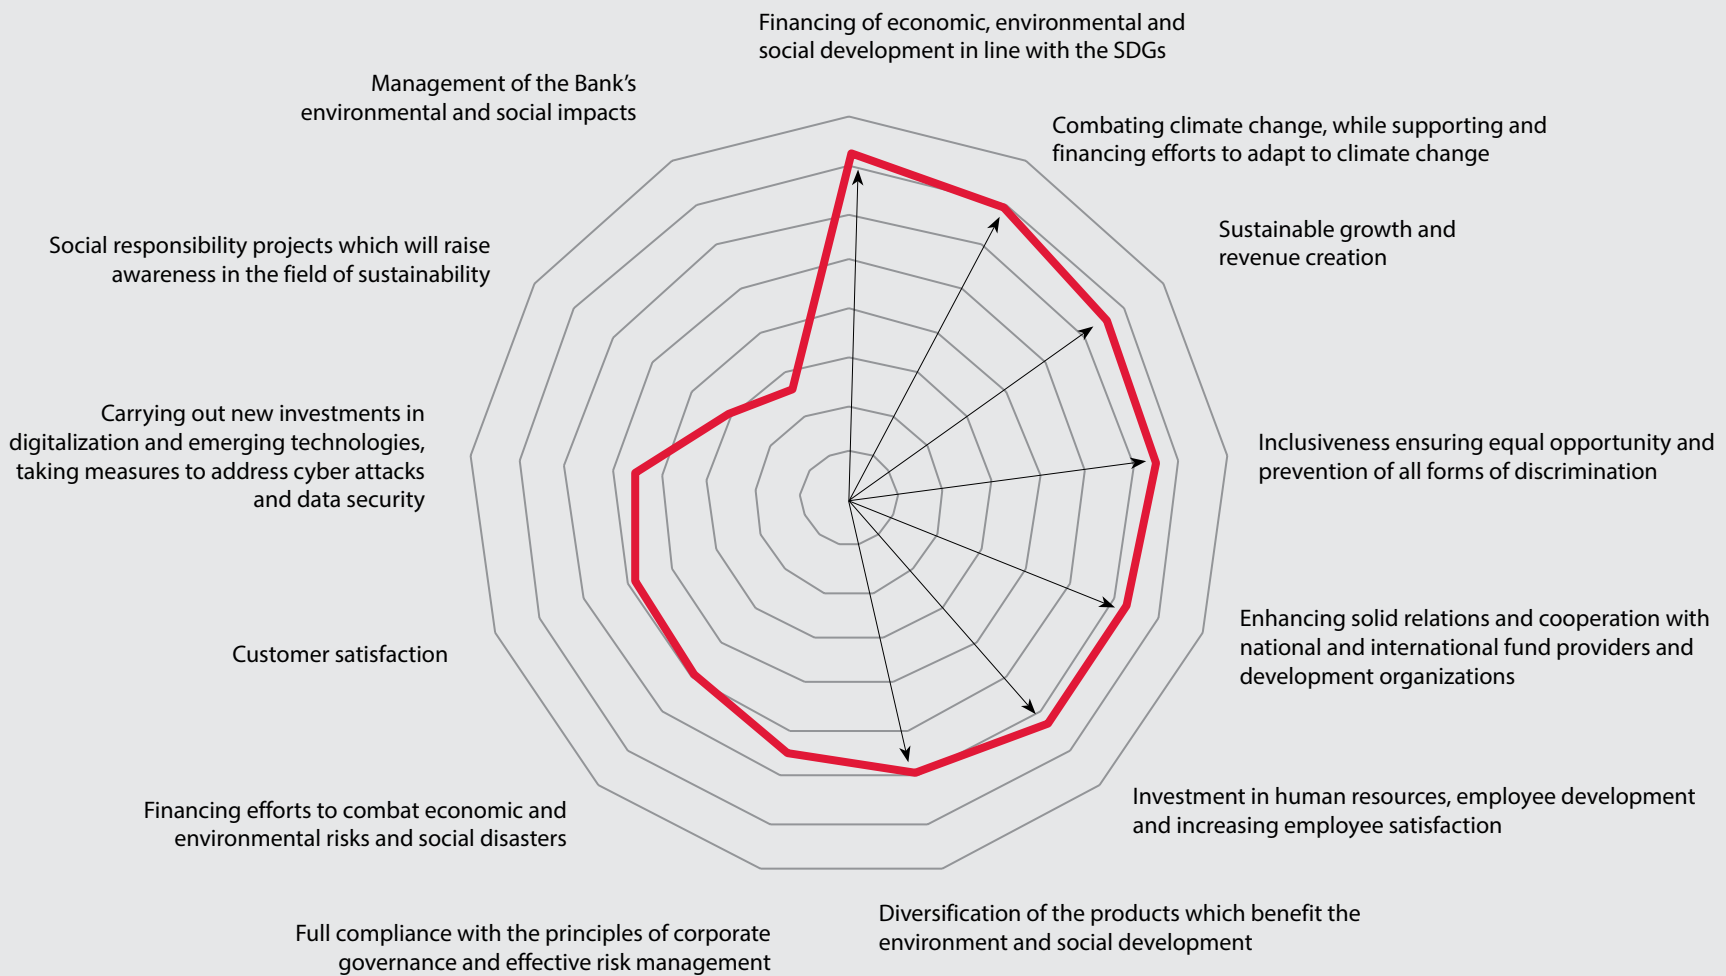 Financing of economic, environmental and
social development in line with the SDGs
Combating climate change, while supporting and
financing efforts to adapt to climate change
Sustainable growth and
revenue creation
Inclusiveness ensuring equal opportunity and
prevention of all forms of discrimination
Enhancing solid relations and cooperation with
national and international fund providers and
development organizations
Investment in human resources, employee development
and increasing employee satisfaction
Diversification of the products which benefit the
environment and social development
Full compliance with the principles of corporate
governance and effective risk management
Financing efforts to combat economic and
environmental risks and social disasters
Customer satisfaction
Carrying out new investments in
digitalization and emerging technologies,
taking measures to address cyber attacks
and data security
Social responsibility projects which will raise
awareness in the field of sustainability
Management of the Bank’s
environmental and social impacts